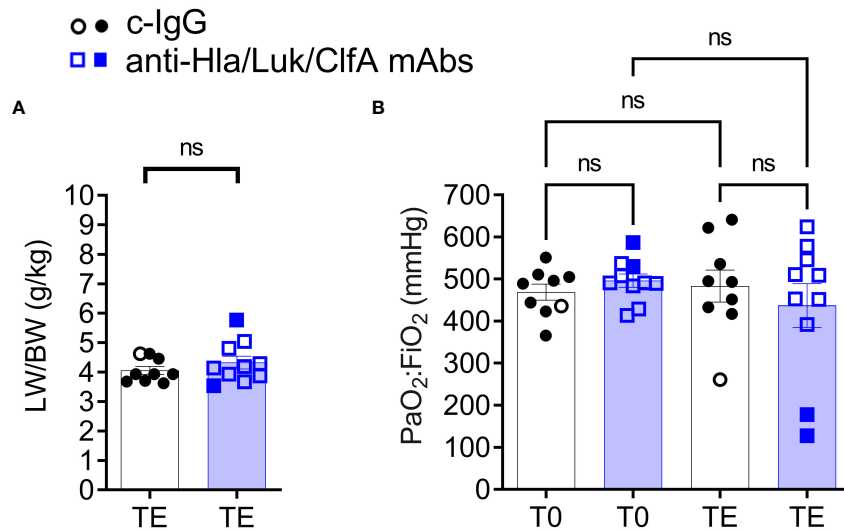 c-IgG
anti-Hla/Luk/ClfA mAbs
A
ns
LW/BW (g/kg)
10
9
8
7
6
5
4
3
2
1
0
TE
TE
B
ns
ns
ns
ns
PaO₂:FiO₂ (mmHg)
700
600
500
400
300
200
100
0
T0
T0
TE
TE